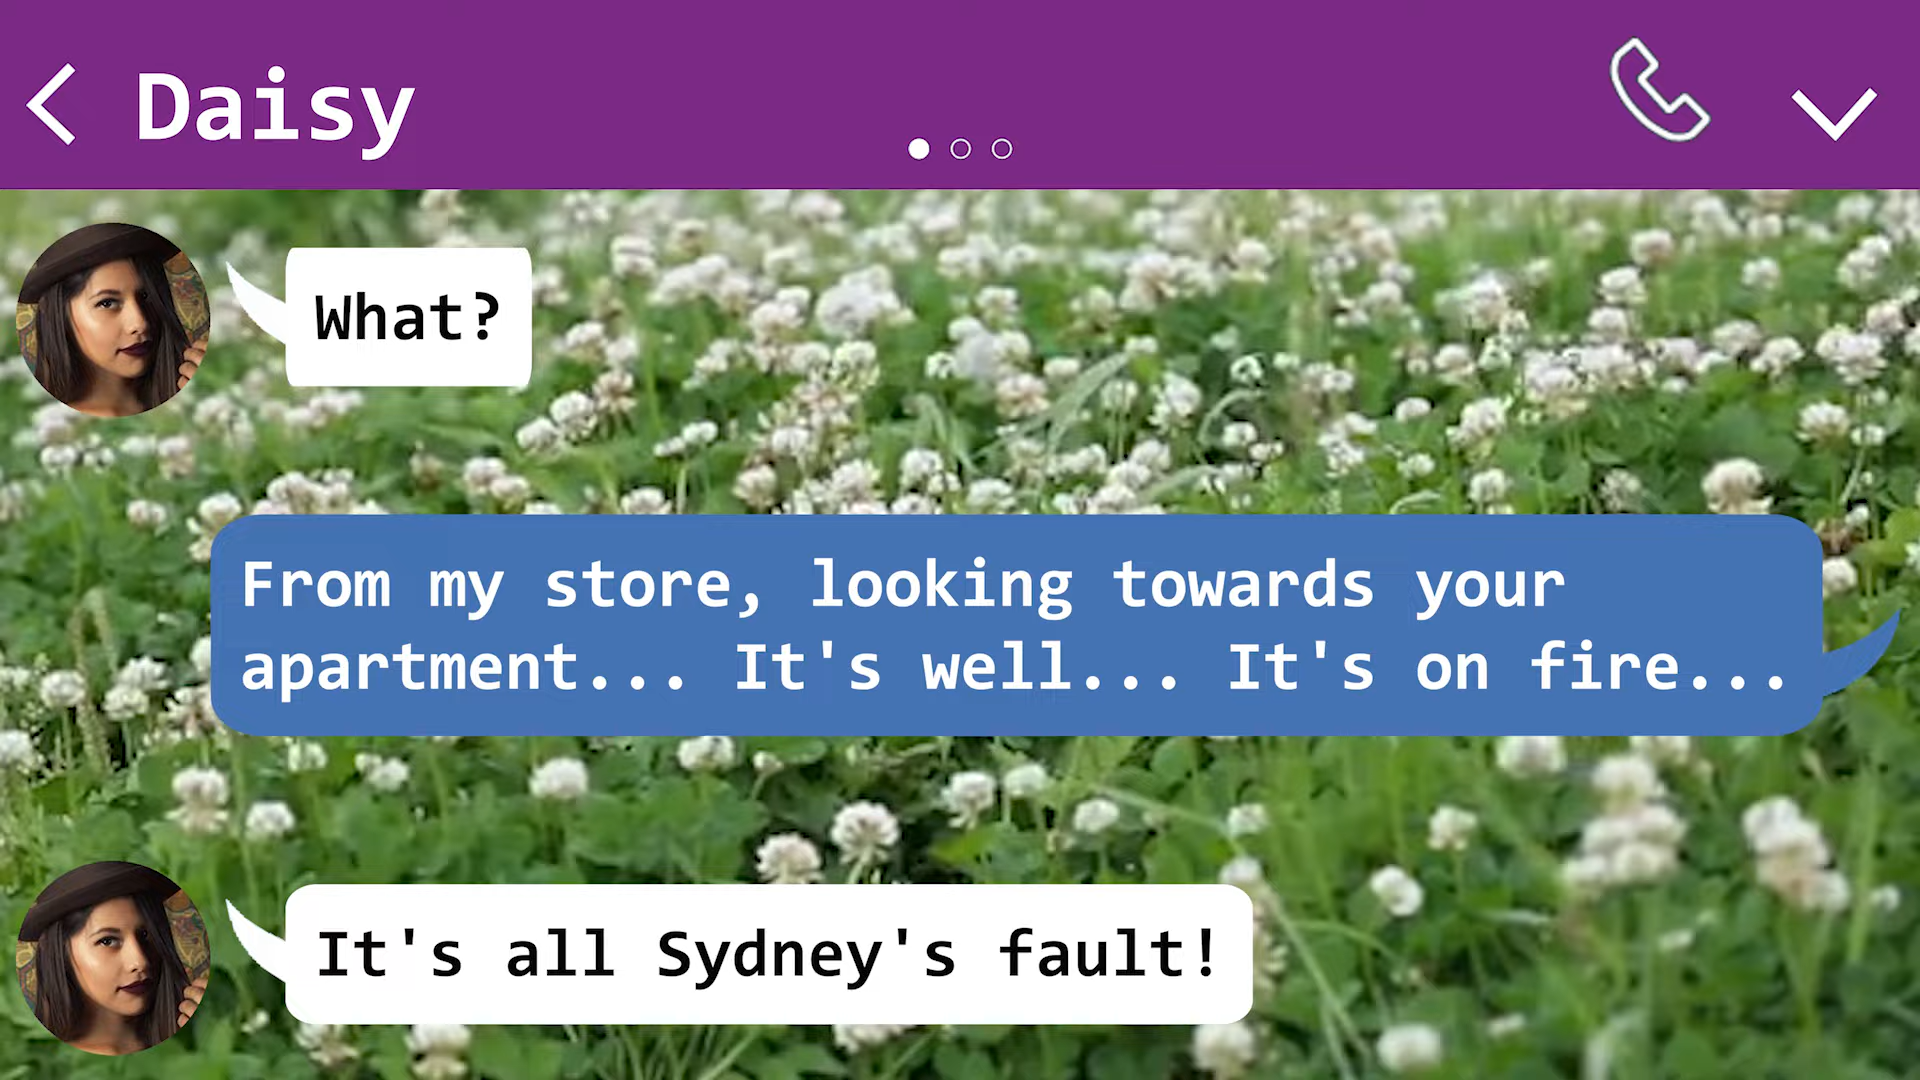 Daisy
What?
From my store, looking towards your
apartment... It's well... It's on fire...
It's all Sydney's fault!